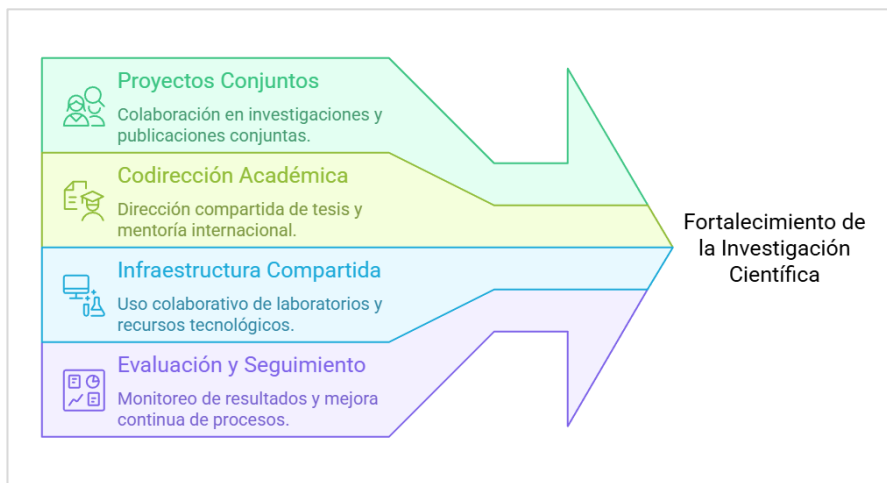 Proyectos Conjuntos
Colaboración en investigaciones y
publicaciones conjuntas.
Codirección Académica
Dirección compartida de tesis y
mentoría internacional.
Infraestructura Compartida
Uso colaborativo de laboratorios y
recursos tecnológicos.
Evaluación y Seguimiento
Monitoreo de resultados y mejora
continua de procesos.
Fortalecimiento de
la Investigación
Científica